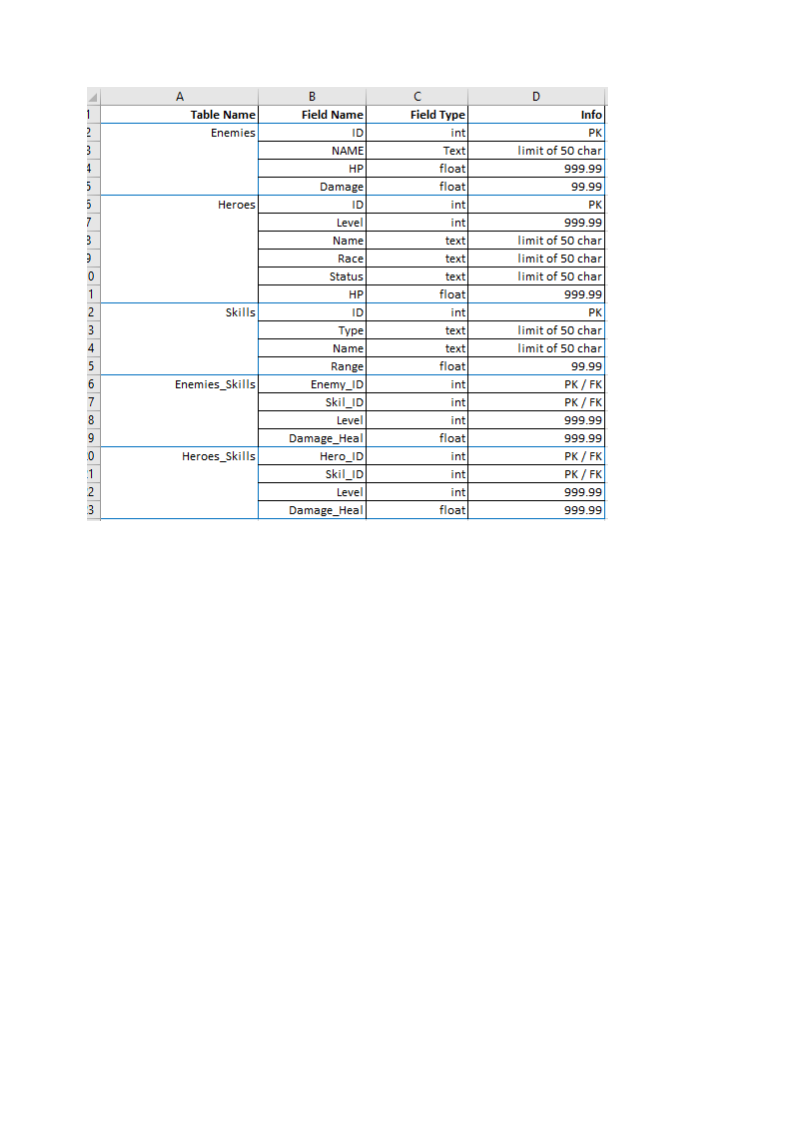 A B C D
1 Table Name Field Name Field Type Info
2 Enemies ID int PK
3 NAME Text limit of 50 char
4 HP float 999.99
5 Damage float 99.99
6 Heroes ID int PK
7 Level int 999.99
8 Name text limit of 50 char
9 Race text limit of 50 char
0 Status text limit of 50 char
1 HP float 999.99
2 Skills ID int PK
3 Type text limit of 50 char
4 Name text limit of 50 char
5 Range float 99.99
6 Enemies_Skills Enemy_ID int PK / FK
7 Skil_ID int PK / FK
8 Level int 999.99
9 Damage_Heal float 999.99
0 Heroes_Skills Hero_ID int PK / FK
1 Skil_ID int PK / FK
2 Level int 999.99
3 Damage_Heal float 999.99